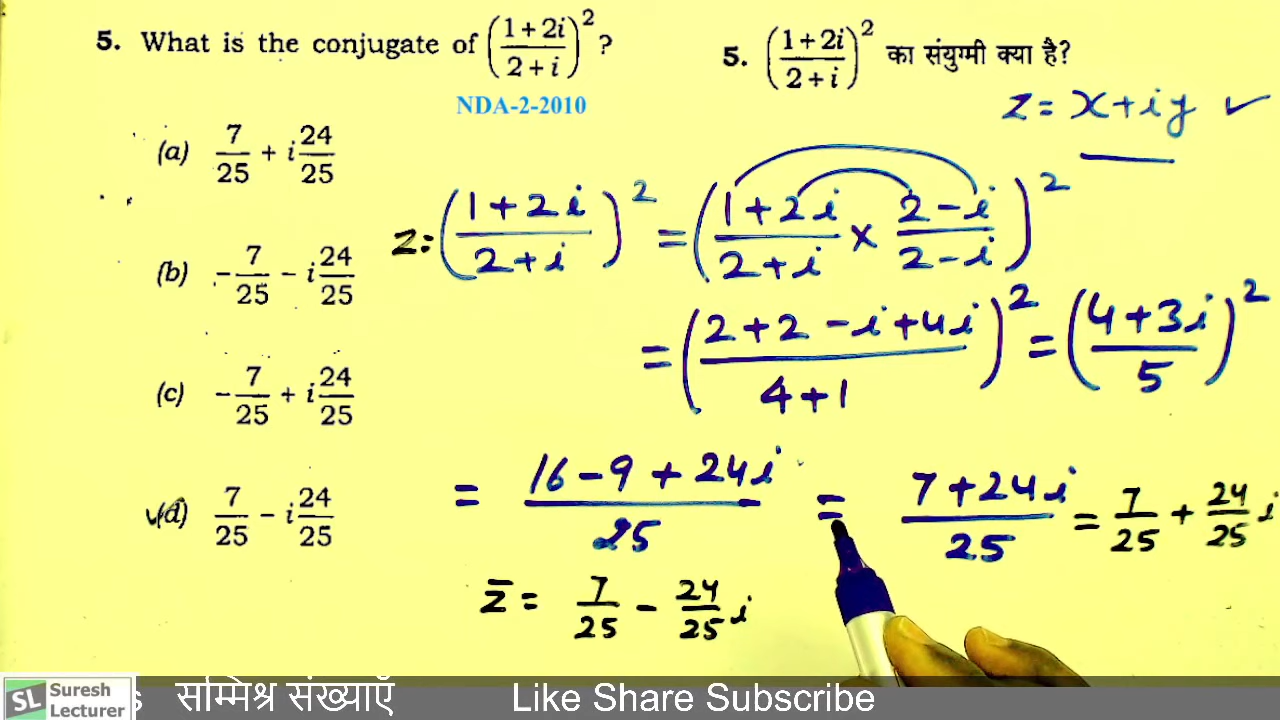 5. What is the conjugate of ((1 + 2i)/(2 + i))² ?
NDA-2-2010
5. ((1 + 2i)/(2 + i))² का संयुग्मी क्या है?
z = x + iy ✓
(a) 7/25 + i 24/25
(b) - 7/25 - i 24/25
(c) - 7/25 + i 24/25
(d) 7/25 - i 24/25
z = ((1 + 2i)/(2 + i))² = ((1 + 2i)/(2 + i) × (2 - i)/(2 - i))²
= ((2 + 2 - i + 4i)/(4 + 1))² = ((4 + 3i)/5)²
= (16 - 9 + 24i)/25 = (7 + 24i)/25 = 7/25 + 24/25 i
z̄ = 7/25 - 24/25 i
SL Suresh Lecturer
s सम्मिश्र संख्याएँ Like Share Subscribe